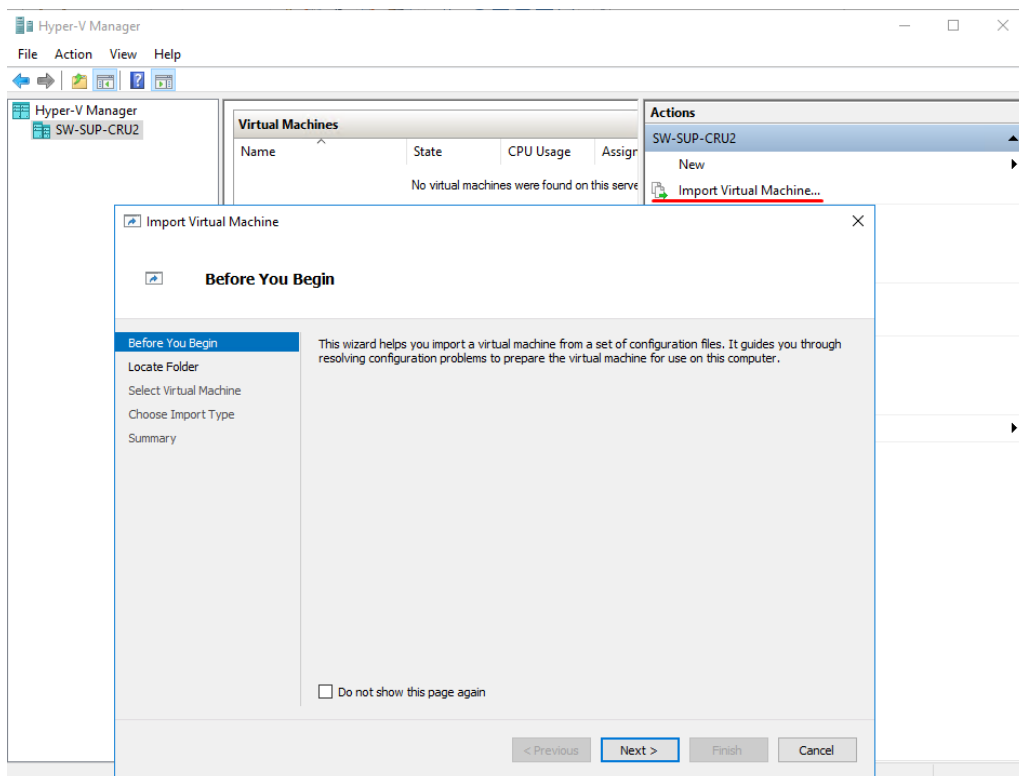 Hyper-V Manager
File Action View Help
Hyper-V Manager
SW-SUP-CRU2
Virtual Machines
Name State CPU Usage Assign
No virtual machines were found on this serve
Actions
SW-SUP-CRU2
New
Import Virtual Machine...
Import Virtual Machine
Before You Begin
Before You Begin
Locate Folder
Select Virtual Machine
Choose Import Type
Summary
This wizard helps you import a virtual machine from a set of configuration files. It guides you through
resolving configuration problems to prepare the virtual machine for use on this computer.
Do not show this page again
< Previous Next > Finish Cancel